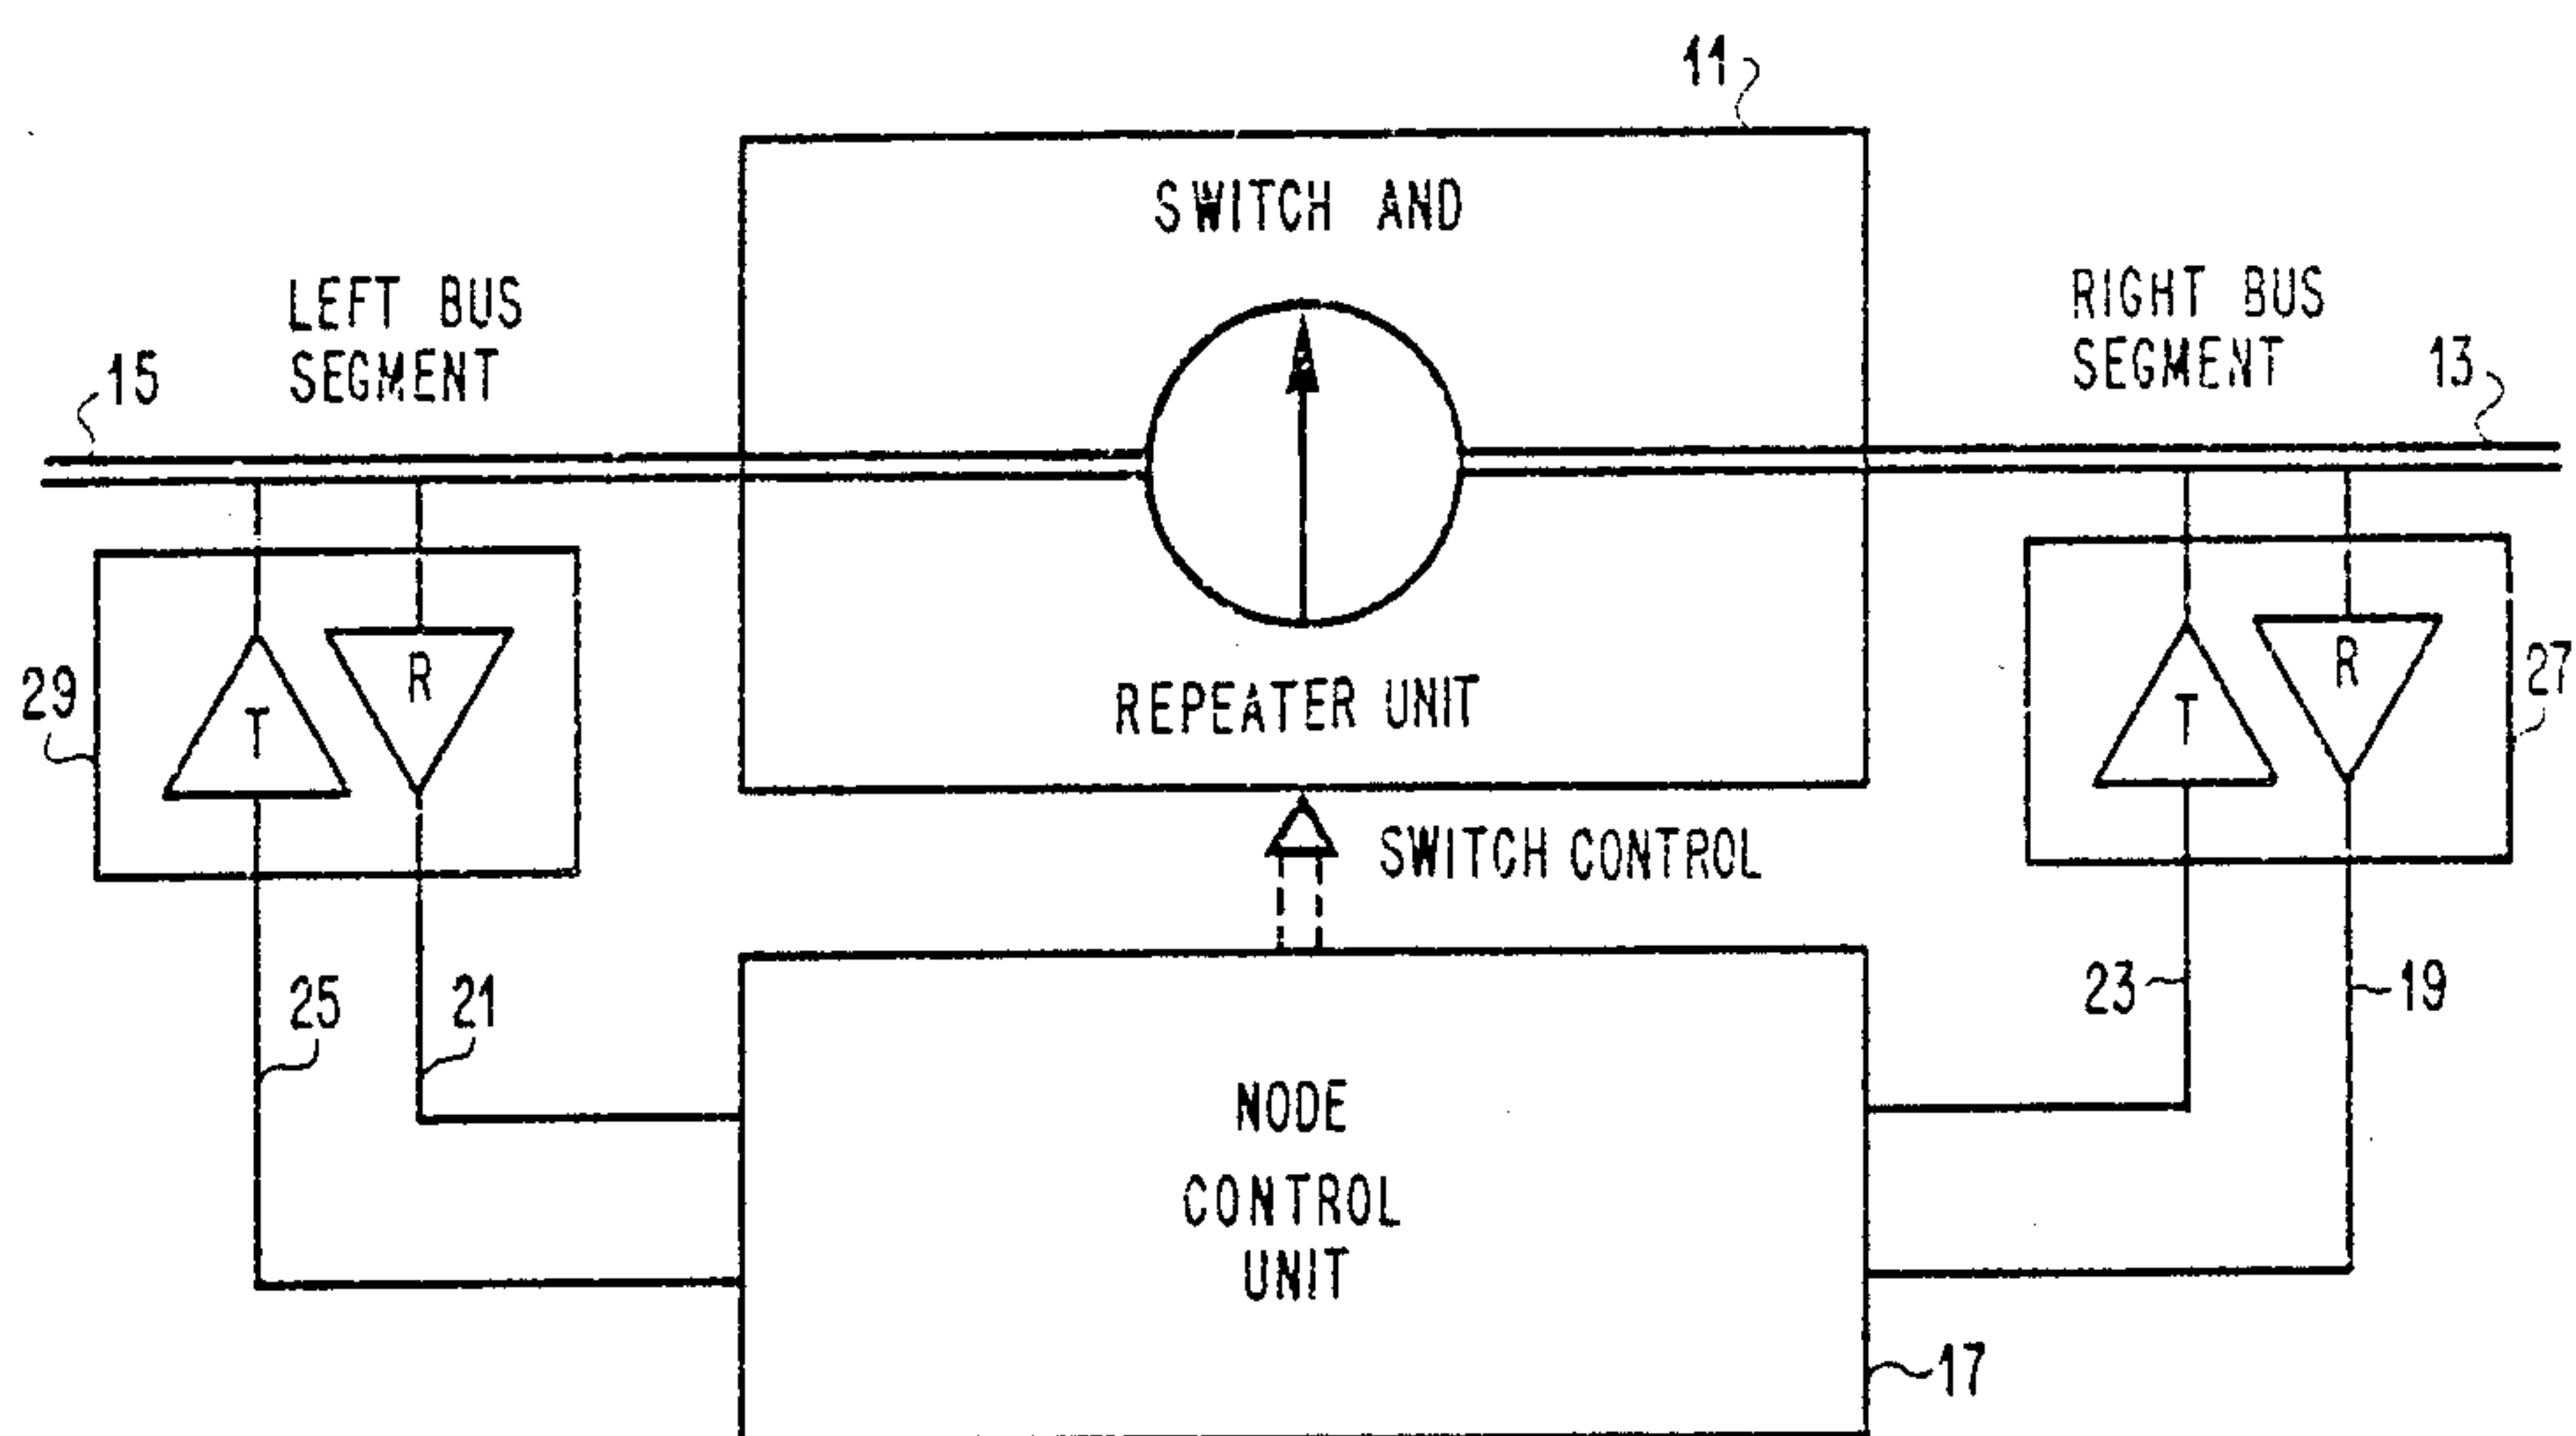 11
SWITCH AND
LEFT BUS
SEGMENT
RIGHT BUS
SEGMENT
15
13
R
T
29
REPEATER UNIT
R
T
27
SWITCH CONTROL
25
21
23
19
NODE
CONTROL
UNIT
17